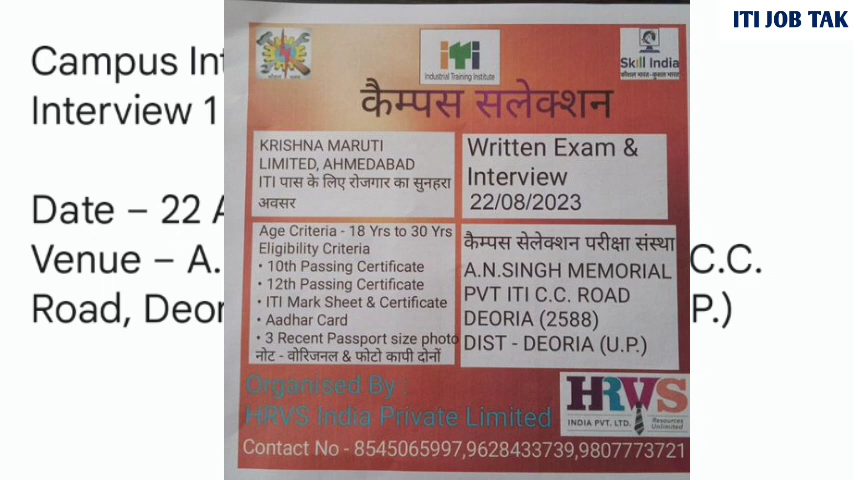 ITI JOB TAK
Campus Int
Interview 1
Date – 22 A
Venue – A. C.C.
Road, Deor P.)
iTi
Industrial Training Institute
Skill India
कौशल भारत-कुशल भारत
कैम्पस सलेक्शन
KRISHNA MARUTI
LIMITED, AHMEDABAD
ITI पास के लिए रोजगार का सुनहरा
अवसर
Written Exam &
Interview
22/08/2023
Age Criteria - 18 Yrs to 30 Yrs
Eligibility Criteria
• 10th Passing Certificate
• 12th Passing Certificate
• ITI Mark Sheet & Certificate
• Aadhar Card
• 3 Recent Passport size photo
नोट - वोरिजनल & फोटो कापी दोनों
कैम्पस सेलेक्शन परीक्षा संस्था
A.N.SINGH MEMORIAL
PVT ITI C.C. ROAD
DEORIA (2588)
DIST - DEORIA (U.P.)
Organised By :
HRVS India Private Limited
HRVS
INDIA PVT. LTD.
Resources
Unlimited
Contact No - 8545065997,9628433739,9807773721